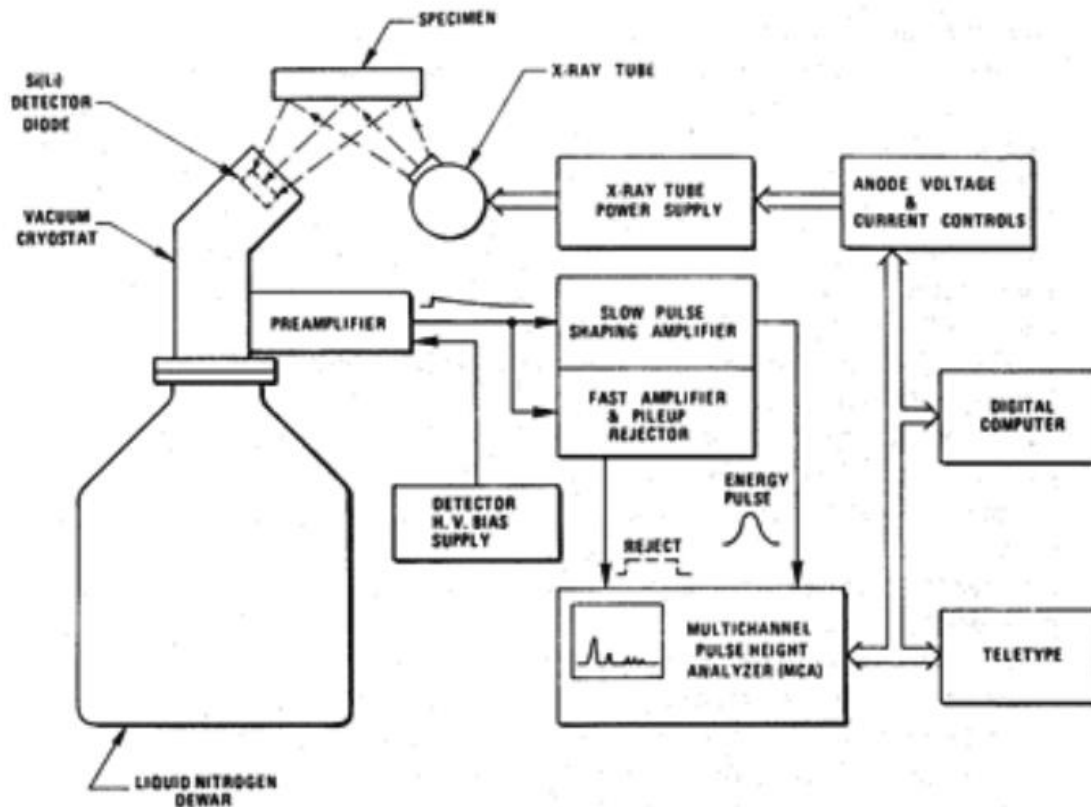 SPECIMEN
X-RAY TUBE
Si(Li)
DETECTOR
DIODE
VACUUM
CRYOSTAT
X-RAY TUBE
POWER SUPPLY
ANODE VOLTAGE
&
CURRENT CONTROLS
PREAMPLIFIER
SLOW PULSE
SHAPING AMPLIFIER
FAST AMPLIFIER
& PILEUP
REJECTOR
DIGITAL
COMPUTER
DETECTOR
H. V. BIAS
SUPPLY
ENERGY
PULSE
REJECT
MULTICHANNEL
PULSE HEIGHT
ANALYZER (MCA)
TELETYPE
LIQUID NITROGEN
DEWAR